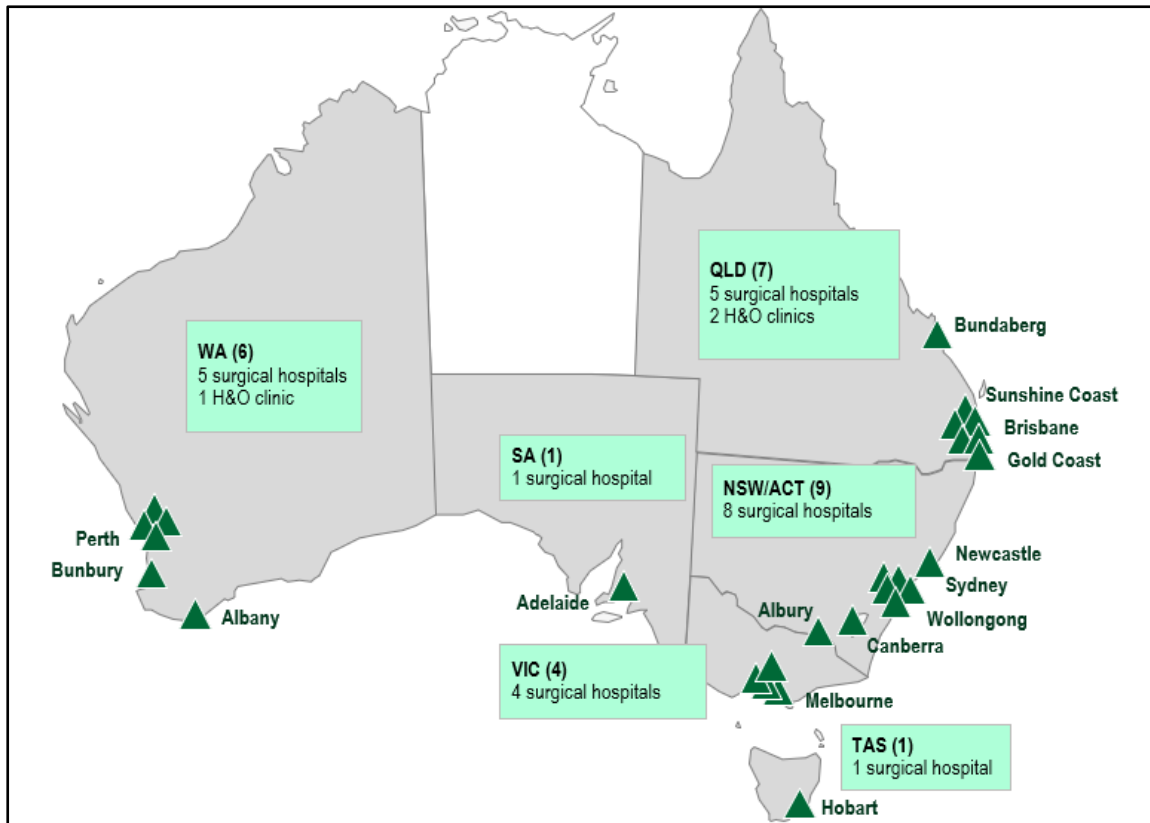 QLD (7)
5 surgical hospitals
2 H&O clinics
Bundaberg
WA (6)
5 surgical hospitals
1 H&O clinic
Sunshine Coast
Brisbane
Gold Coast
SA (1)
1 surgical hospital
NSW/ACT (9)
8 surgical hospitals
Perth
Bunbury
Albany
Adelaide
Newcastle
Sydney
Wollongong
Albury
Canberra
VIC (4)
4 surgical hospitals
Melbourne
TAS (1)
1 surgical hospital
Hobart